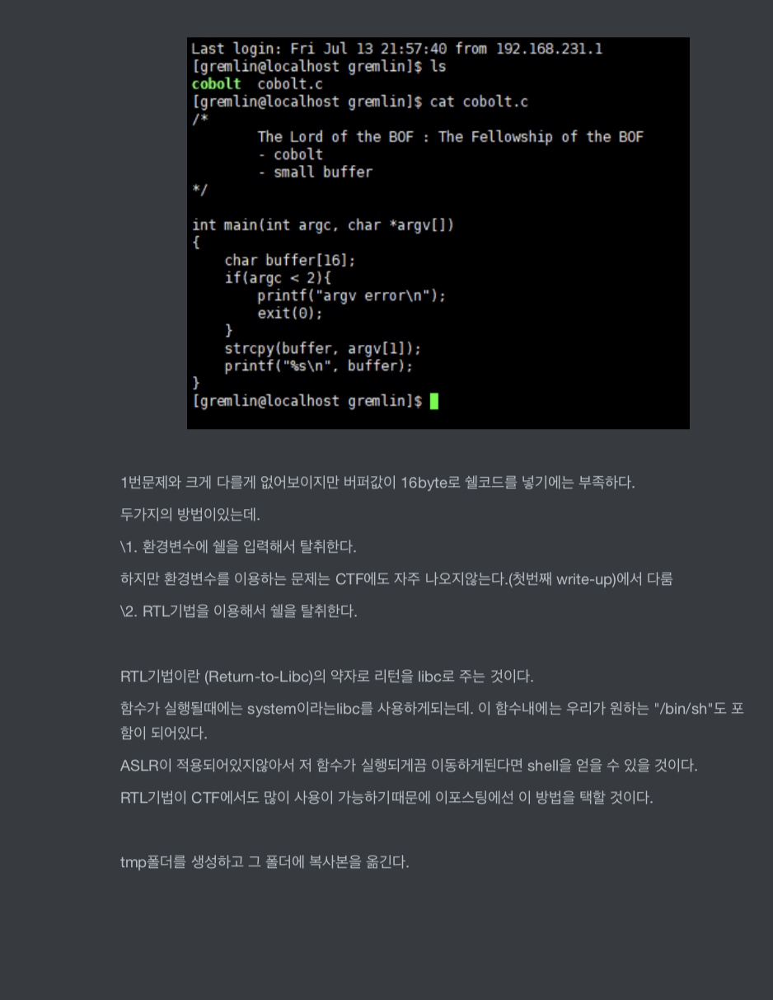 Last login: Fri Jul 13 21:57:40 from 192.168.231.1
[gremlin@localhost gremlin]$ ls
cobolt  cobolt.c
[gremlin@localhost gremlin]$ cat cobolt.c
/*
        The Lord of the BOF : The Fellowship of the BOF
        - cobolt
        - small buffer
*/

int main(int argc, char *argv[])
{
    char buffer[16];
    if(argc < 2){
        printf("argv error\n");
        exit(0);
    }
    strcpy(buffer, argv[1]);
    printf("%s\n", buffer);
}
[gremlin@localhost gremlin]$
1번문제와 크게 다를게 없어보이지만 버퍼값이 16byte로 쉘코드를 넣기에는 부족하다.
두가지의 방법이있는데.
\1. 환경변수에 쉘을 입력해서 탈취한다.
하지만 환경변수를 이용하는 문제는 CTF에도 자주 나오지않는다.(첫번째 write-up)에서 다룸
\2. RTL기법을 이용해서 쉘을 탈취한다.
RTL기법이란 (Return-to-Libc)의 약자로 리턴을 libc로 주는 것이다.
함수가 실행될때에는 system이라는libc를 사용하게되는데. 이 함수내에는 우리가 원하는 "/bin/sh"도 포
함이 되어있다.
ASLR이 적용되어있지않아서 저 함수가 실행되게끔 이동하게된다면 shell을 얻을 수 있을 것이다.
RTL기법이 CTF에서도 많이 사용이 가능하기때문에 이포스팅에선 이 방법을 택할 것이다.
tmp폴더를 생성하고 그 폴더에 복사본을 옮긴다.